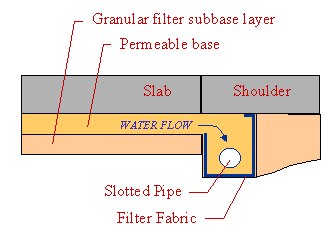 Granular filter subbase layer
Permeable base
Slab
Shoulder
WATER FLOW
Slotted Pipe
Filter Fabric